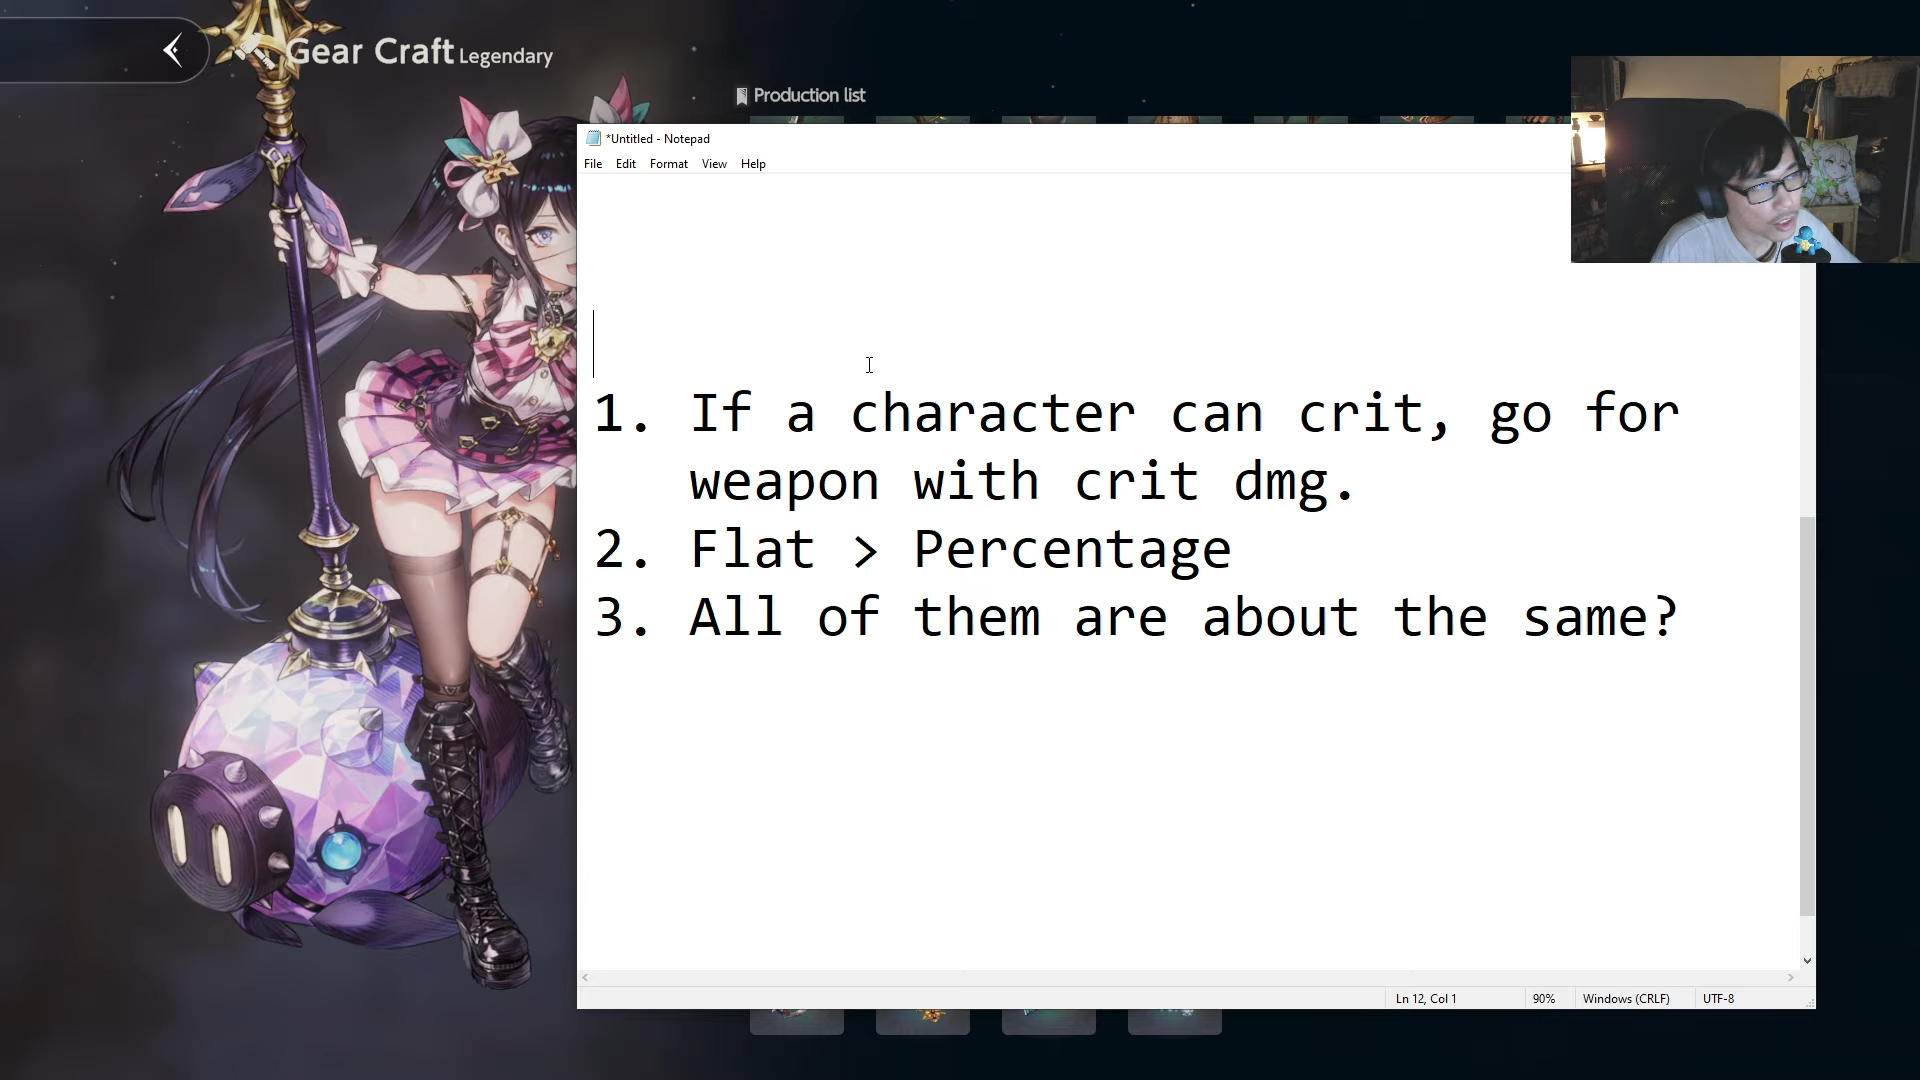 Gear Craft Legendary
Production list
*Untitled - Notepad
File Edit Format View Help
1. If a character can crit, go for
weapon with crit dmg.
2. Flat > Percentage
3. All of them are about the same?
Ln 12, Col 1 90% Windows (CRLF) UTF-8